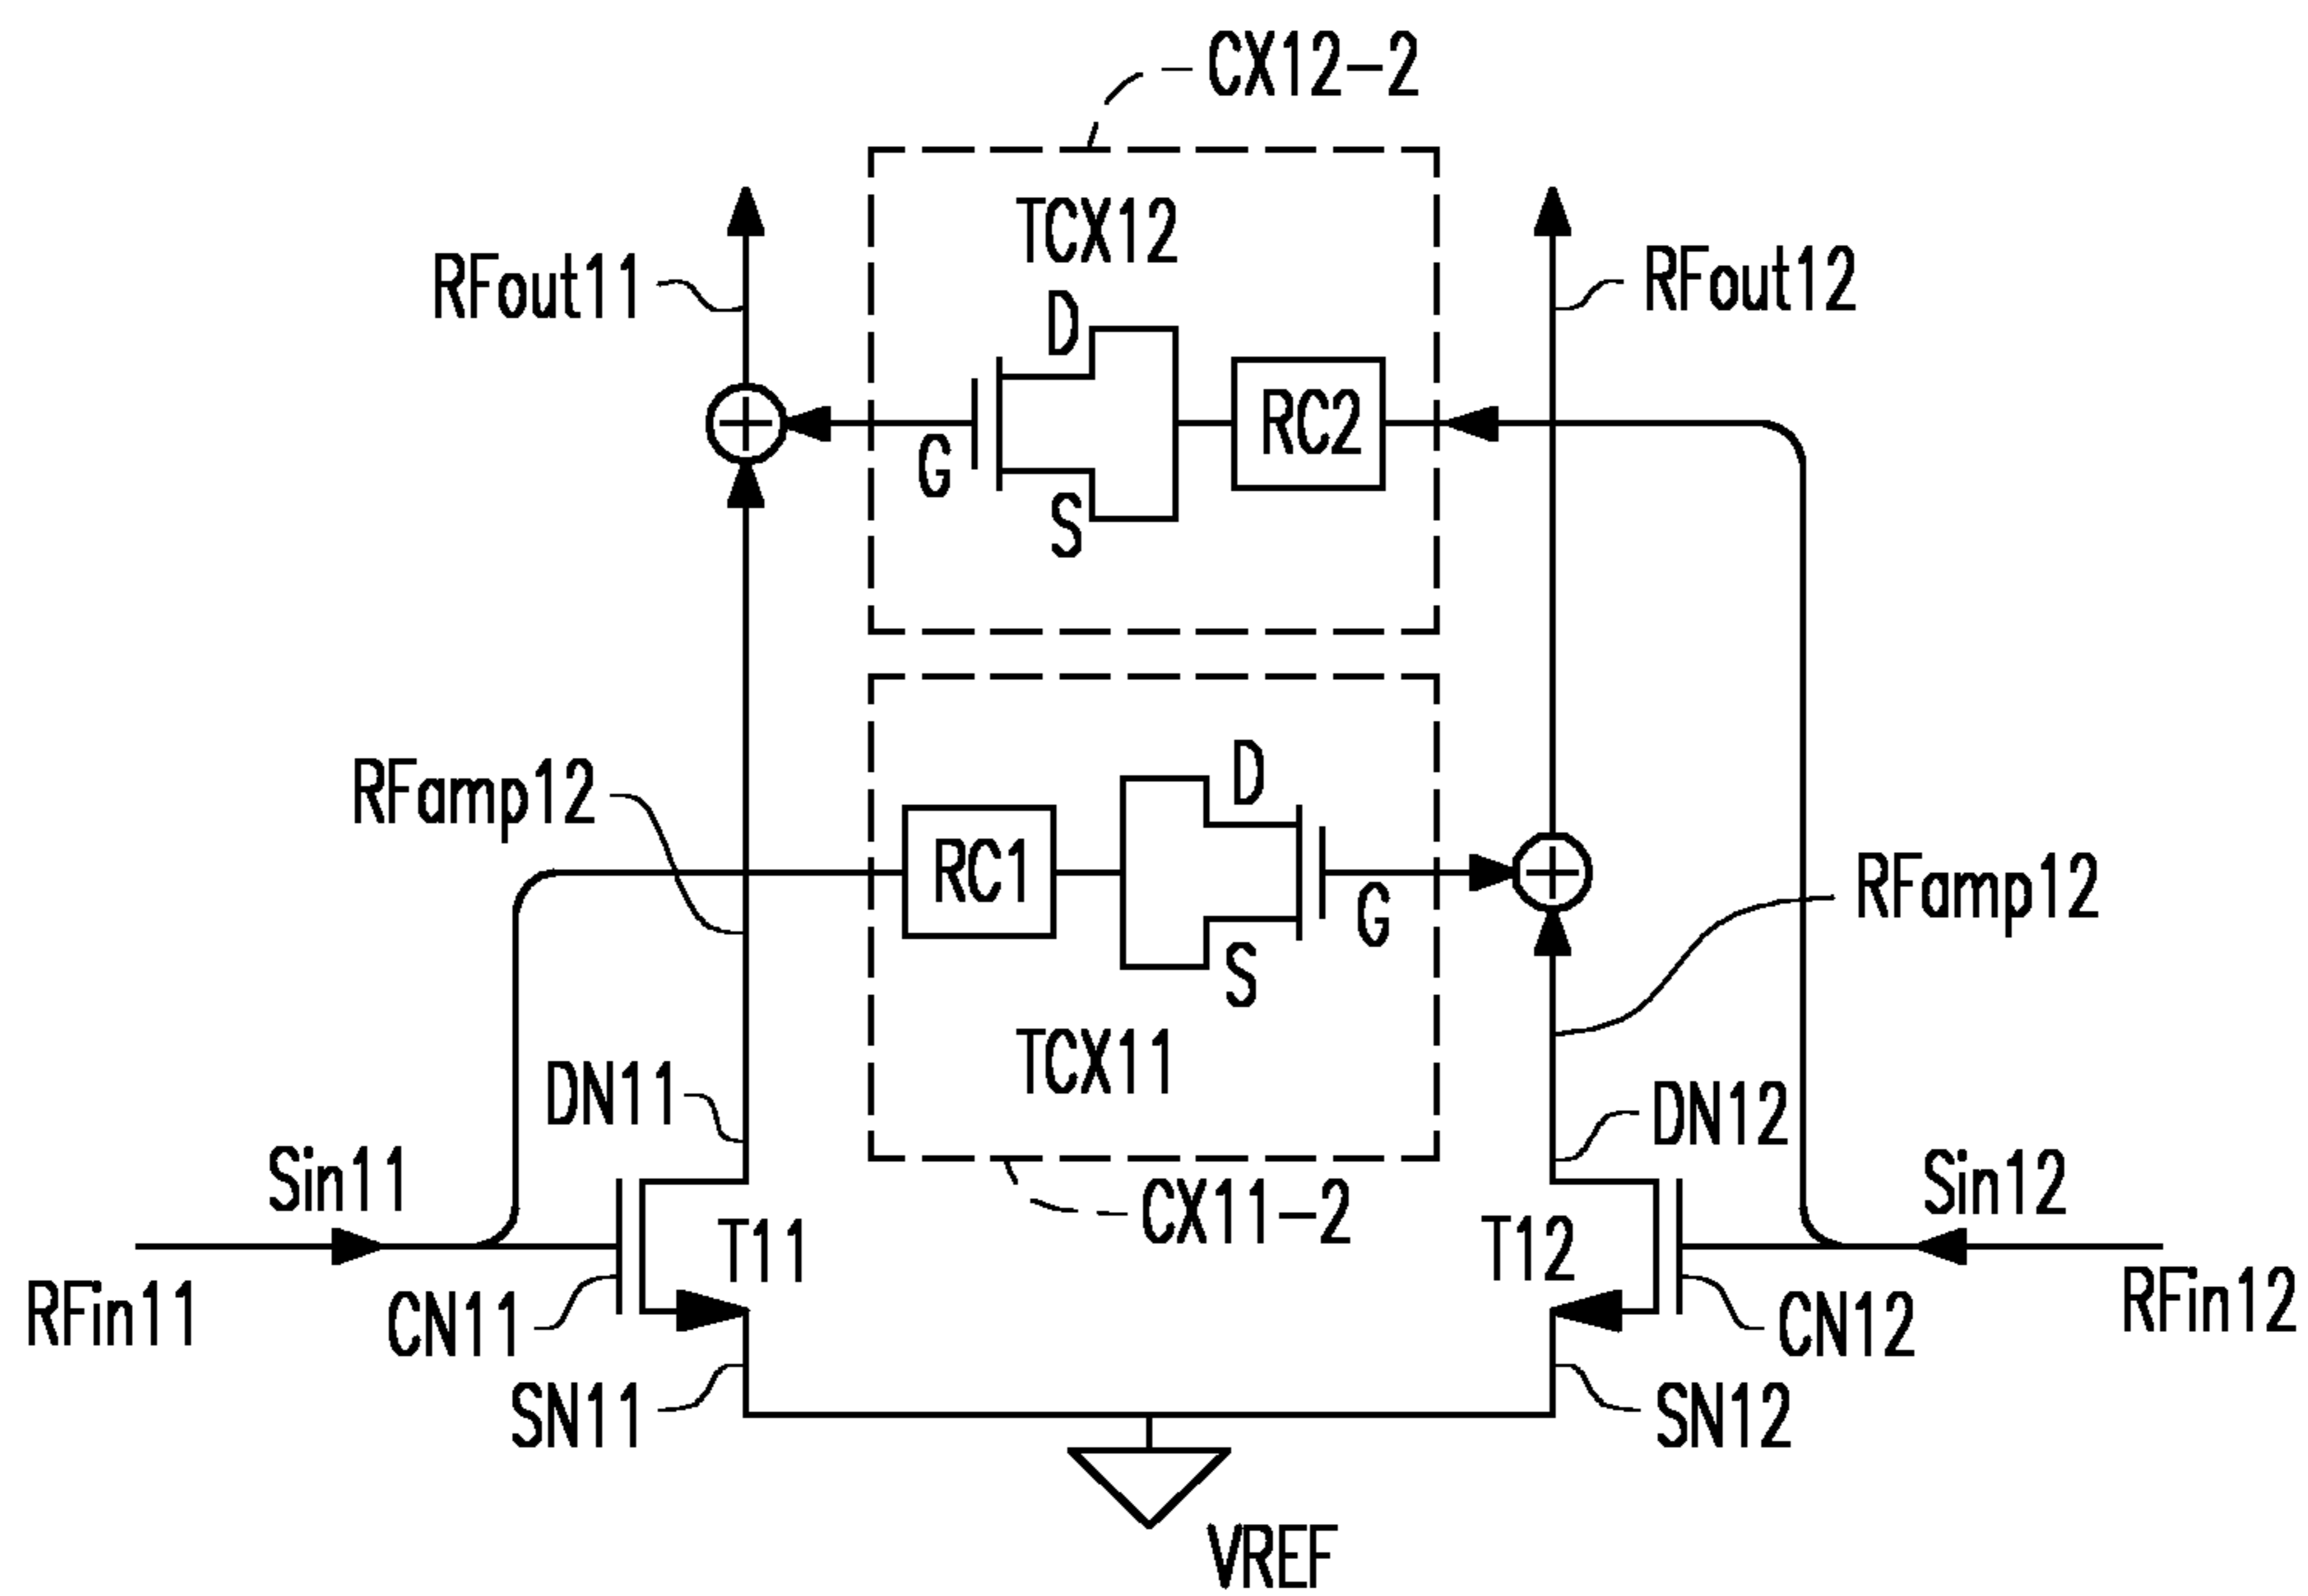 CX12-2
TCX12
RFout11
RFout12
D
RC2
G
S
D
RFamp12
RC1
RFamp12
G
S
TCX11
DN11
DN12
Sin11
Sin12
CX11-2
T11
T12
RFin11
CN11
CN12
RFin12
SN11
SN12
VREF